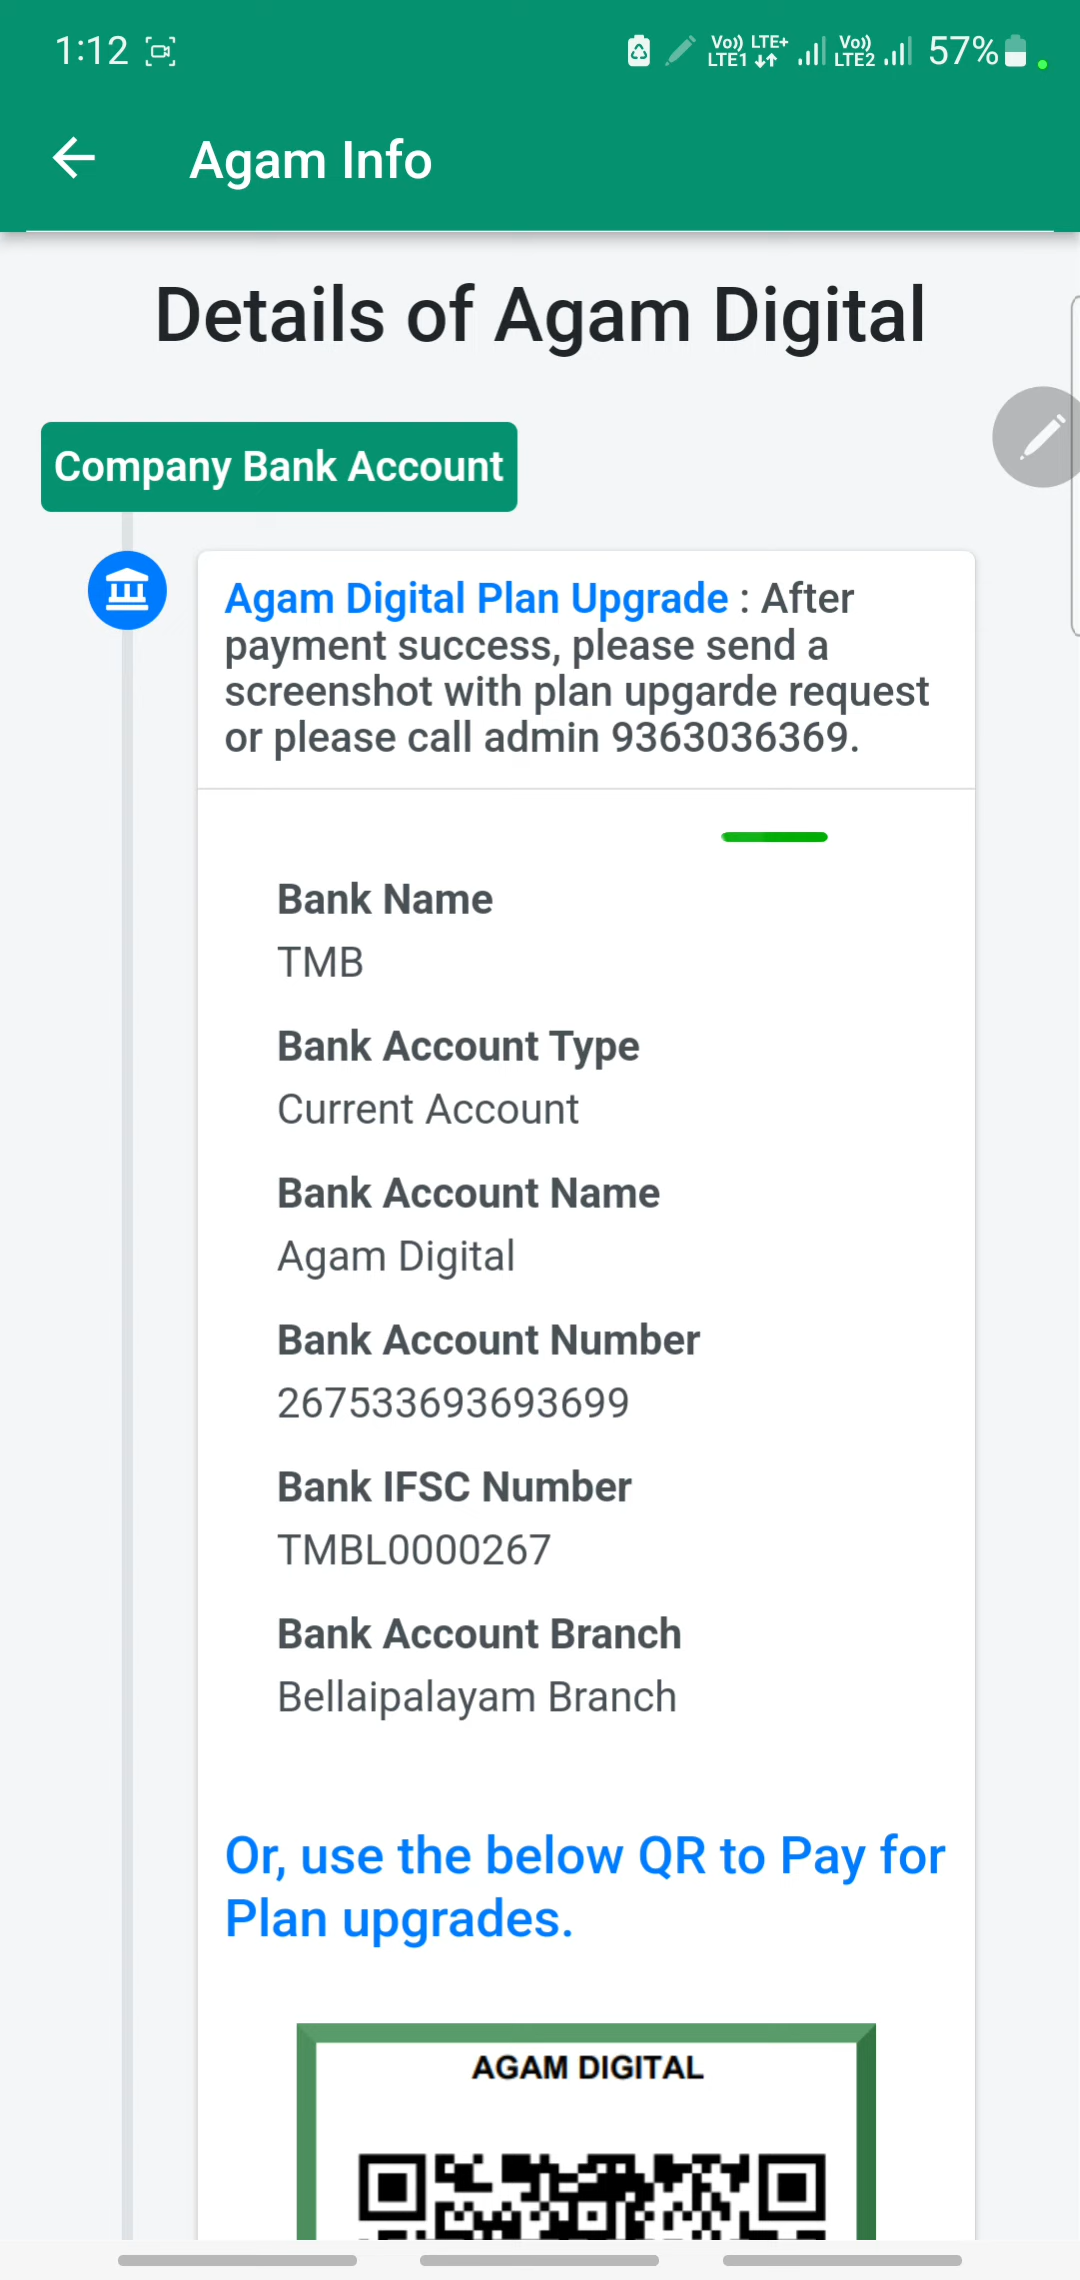 1:12
Vo)) LTE+
LTE1
Vo))
LTE2
57%
Agam Info
Details of Agam Digital
Company Bank Account
Agam Digital Plan Upgrade : After
payment success, please send a
screenshot with plan upgarde request
or please call admin 9363036369.
Bank Name
TMB
Bank Account Type
Current Account
Bank Account Name
Agam Digital
Bank Account Number
267533693693699
Bank IFSC Number
TMBL0000267
Bank Account Branch
Bellaipalayam Branch
Or, use the below QR to Pay for
Plan upgrades.
AGAM DIGITAL